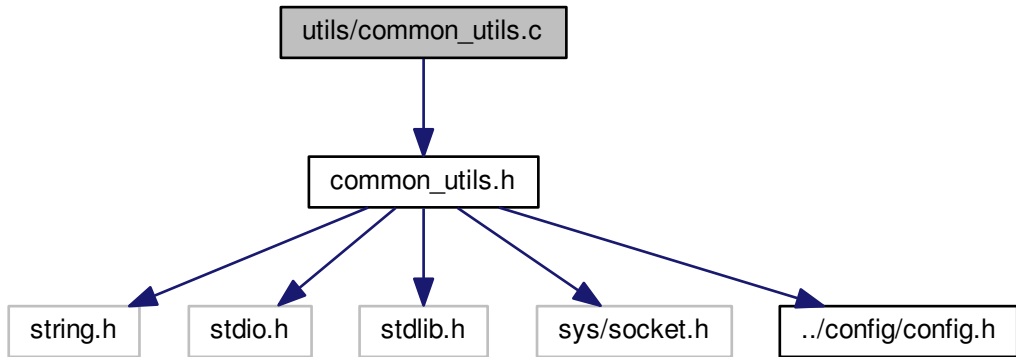 utils/common_utils.c
common_utils.h
string.h
stdio.h
stdlib.h
sys/socket.h
../config/config.h